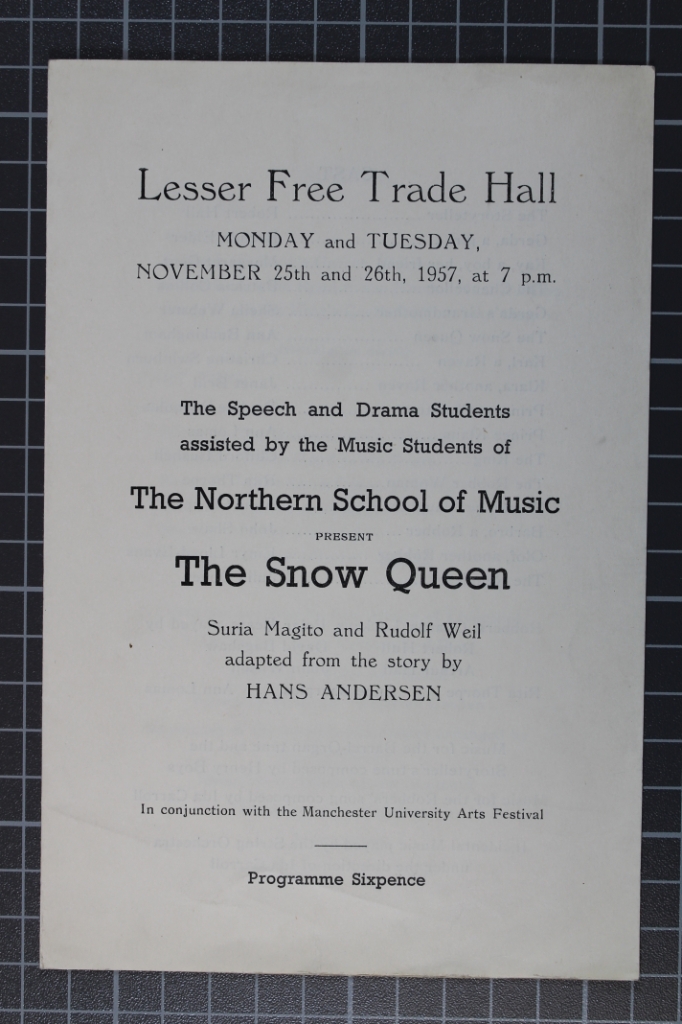 Lesser Free Trade Hall
MONDAY and TUESDAY,
NOVEMBER 25th and 26th, 1957, at 7 p.m.
The Speech and Drama Students
assisted by the Music Students of
The Northern School of Music
PRESENT
The Snow Queen
Suria Magito and Rudolf Weil
adapted from the story by
HANS ANDERSEN
In conjunction with the Manchester University Arts Festival
Programme Sixpence